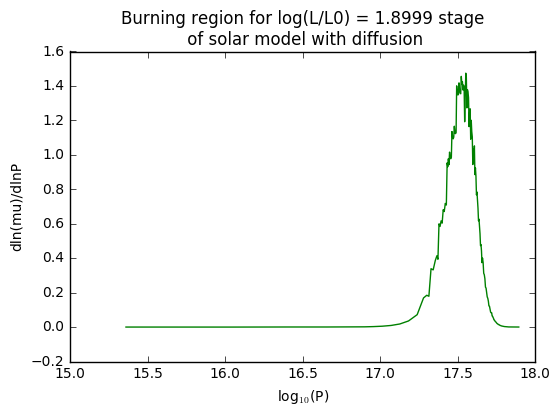 Burning region for log(L/L0) = 1.8999 stage
of solar model with diffusion
1.6
1.4
1.2
1.0
0.8
0.6
0.4
0.2
0.0
−0.2
dln(mu)/dlnP
15.0 15.5 16.0 16.5 17.0 17.5 18.0
log₁₀(P)